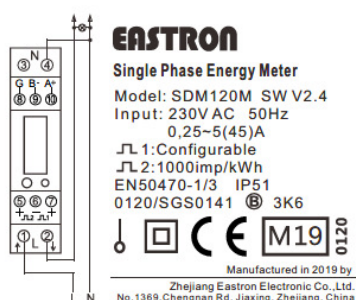 EASTRON
Single Phase Energy Meter
Model: SDM120M SW V2.4
Input: 230V AC 50Hz
0,25~5(45)A
1:Configurable
2:1000imp/kWh
EN50470-1/3 IP51
0120/SGS0141 Ⓑ 3K6
CE M19 0120
Manufactured in 2019 by
Zhejiang Eastron Electronic Co.,Ltd.
No.1369,Chengnan Rd, Jiaxing, Zhejiang, China
N
③ ④
G B- A+
⑧ ⑨ ⑩
⑤ ⑥ ⑦
+ - +
① L ②
L N